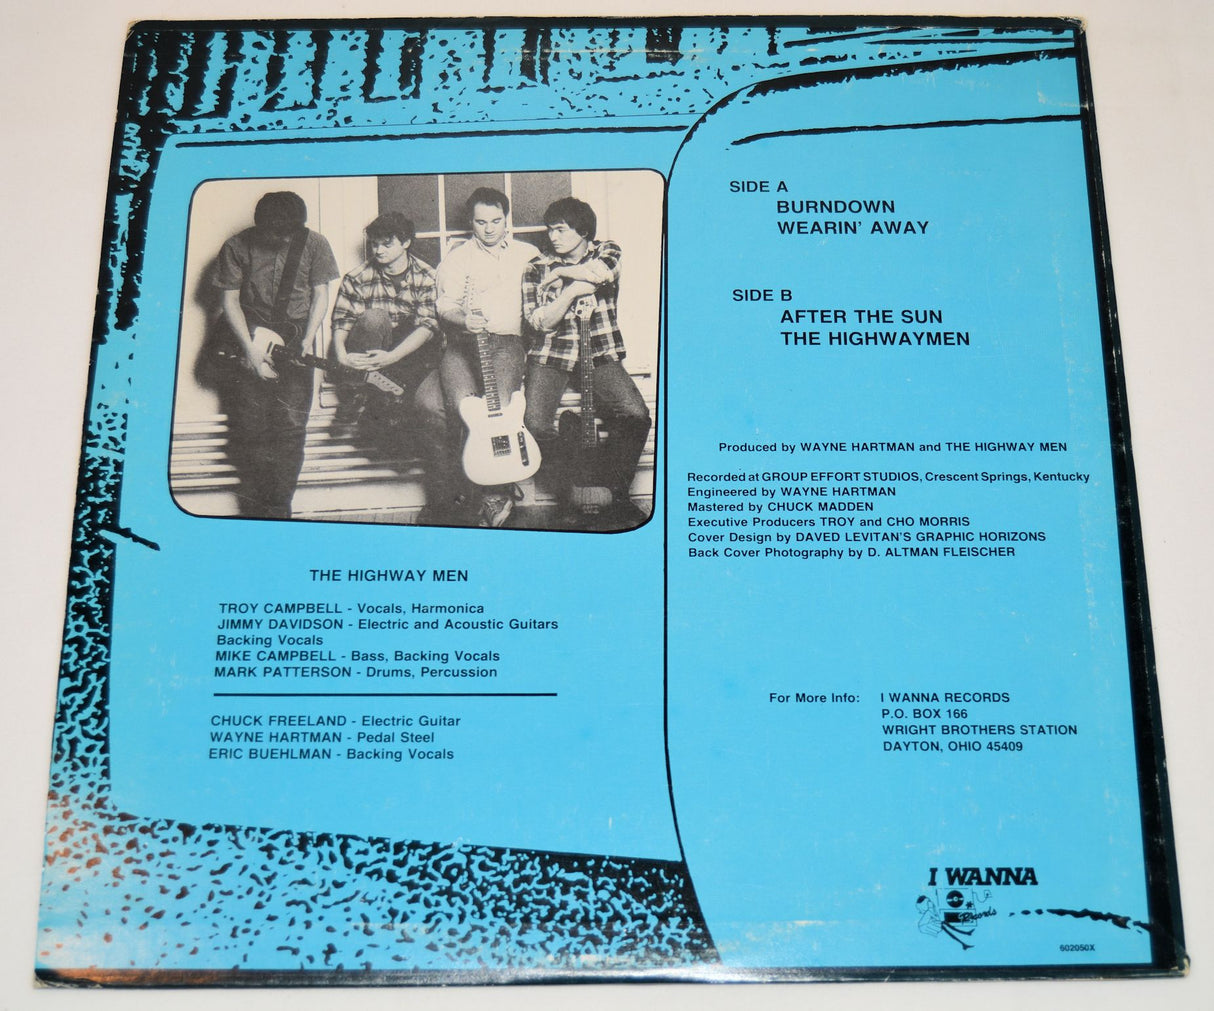 SIDE A
BURNDOWN
WEARIN' AWAY
SIDE B
AFTER THE SUN
THE HIGHWAYMEN
Produced by WAYNE HARTMAN and THE HIGHWAY MEN
Recorded at GROUP EFFORT STUDIOS, Crescent Springs, Kentucky
Engineered by WAYNE HARTMAN
Mastered by CHUCK MADDEN
Executive Producers TROY and CHO MORRIS
Cover Design by DAVED LEVITAN'S GRAPHIC HORIZONS
Back Cover Photography by D. ALTMAN FLEISCHER
THE HIGHWAY MEN
TROY CAMPBELL - Vocals, Harmonica
JIMMY DAVIDSON - Electric and Acoustic Guitars
Backing Vocals
MIKE CAMPBELL - Bass, Backing Vocals
MARK PATTERSON - Drums, Percussion
CHUCK FREELAND - Electric Guitar
WAYNE HARTMAN - Pedal Steel
ERIC BUEHLMAN - Backing Vocals
For More Info: I WANNA RECORDS
P.O. BOX 166
WRIGHT BROTHERS STATION
DAYTON, OHIO 45409
I WANNA
Records
602050X